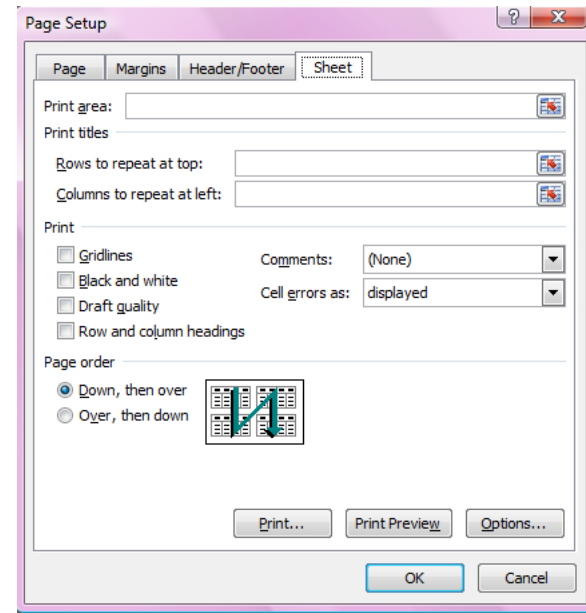 Page Setup
?
X
Page
Margins
Header/Footer
Sheet
Print area:
Print titles
Rows to repeat at top:
Columns to repeat at left:
Print
Gridlines
Comments:
(None)
Black and white
Cell errors as:
displayed
Draft quality
Row and column headings
Page order
Down, then over
Over, then down
Print...
Print Preview
Options...
OK
Cancel